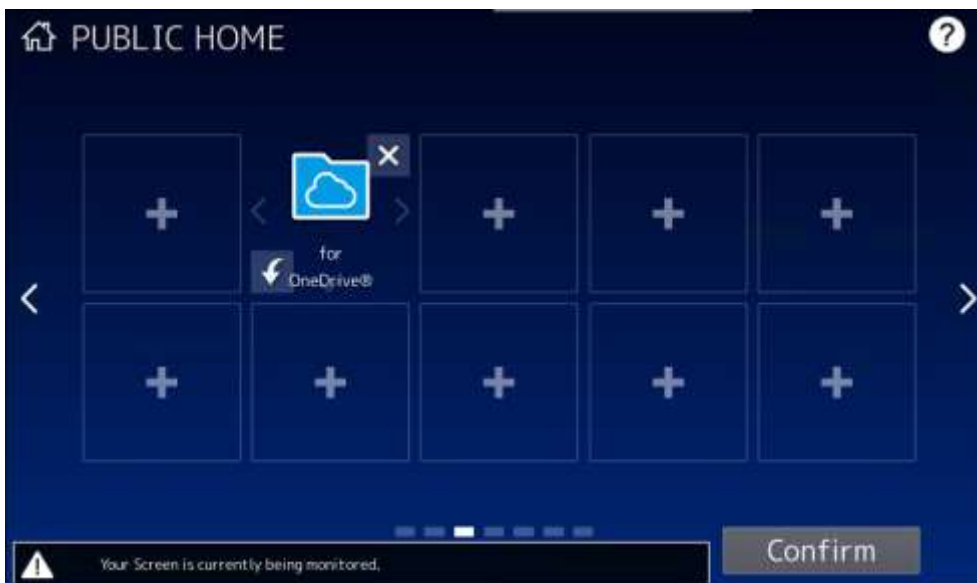 PUBLIC HOME
?
for
OneDrive®
Your Screen is currently being monitored.
Confirm